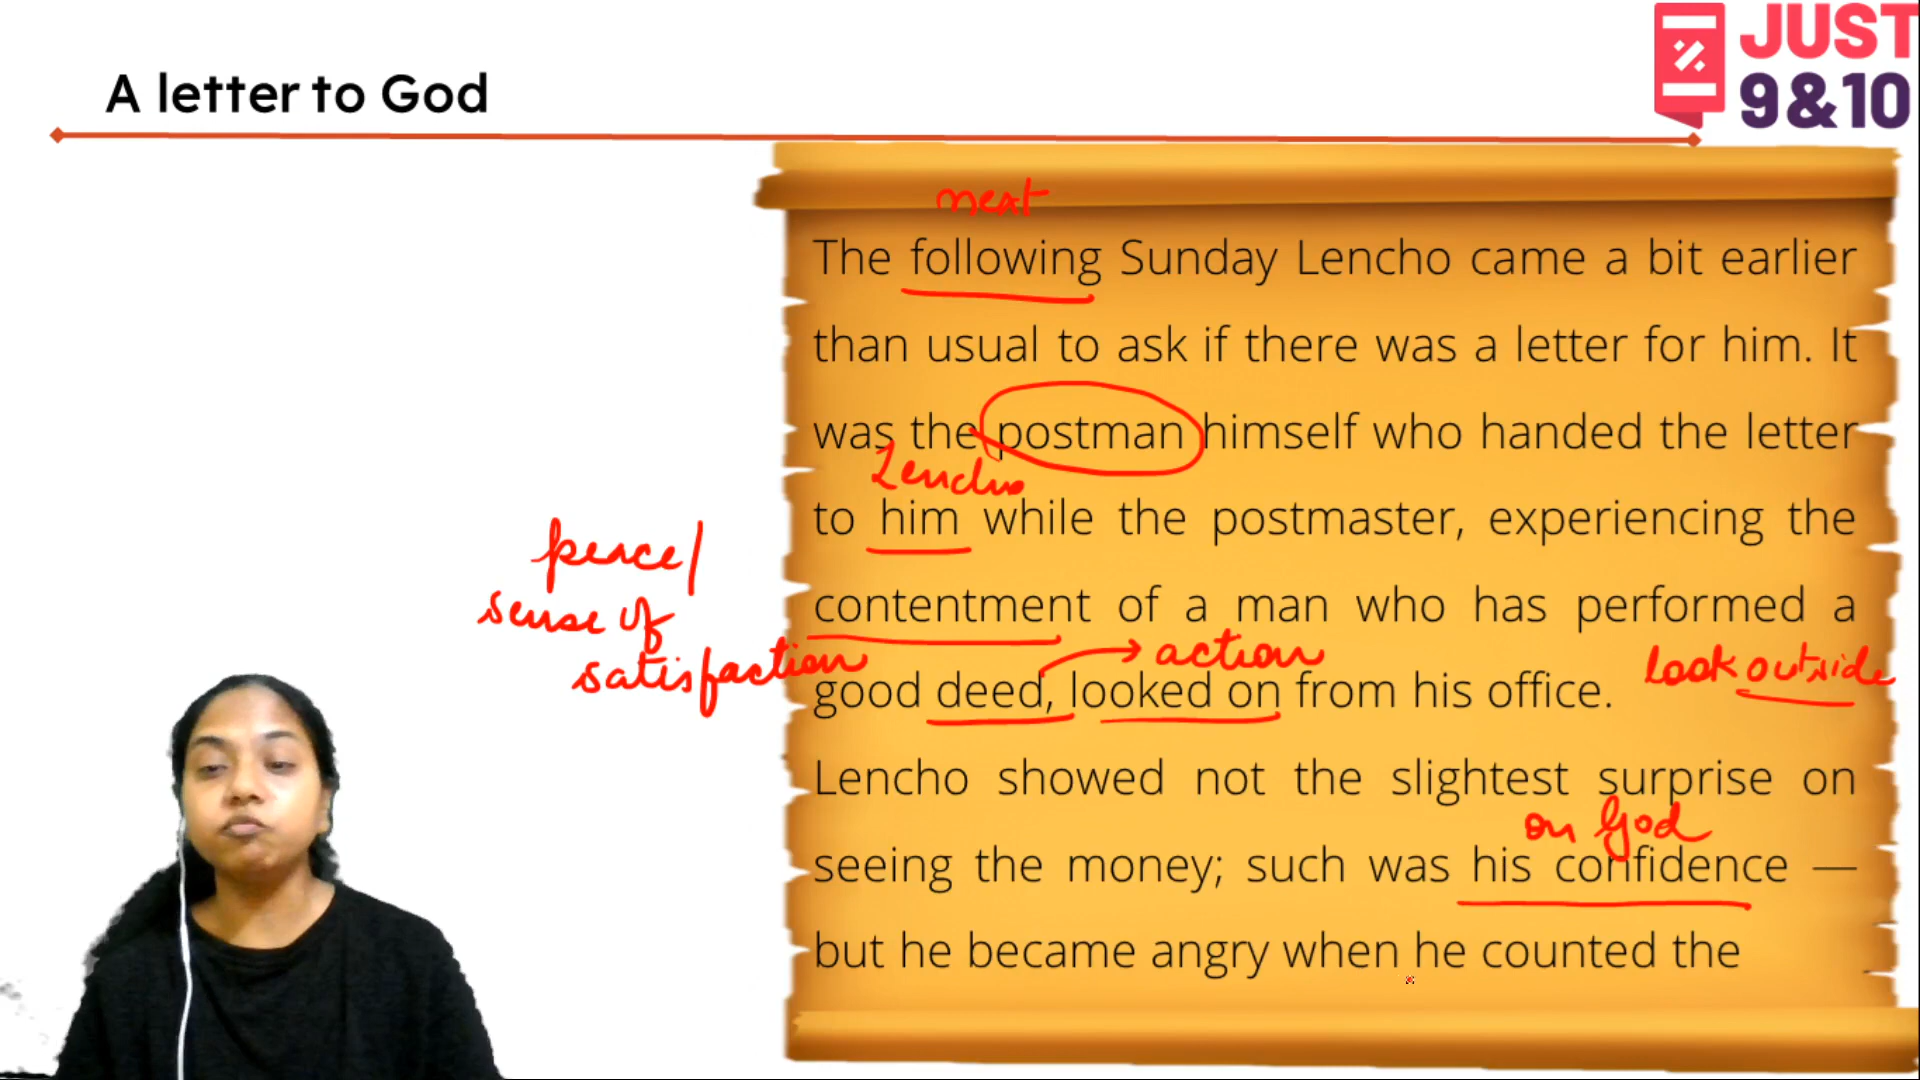 A letter to God
JUST
9&10
next
The following Sunday Lencho came a bit earlier
than usual to ask if there was a letter for him. It
was the postman himself who handed the letter
Lencho
to him while the postmaster, experiencing the
peace/
sense of
satisfaction
contentment of a man who has performed a
action
look outside
good deed, looked on from his office.
Lencho showed not the slightest surprise on
on God
seeing the money; such was his confidence —
but he became angry when he counted the